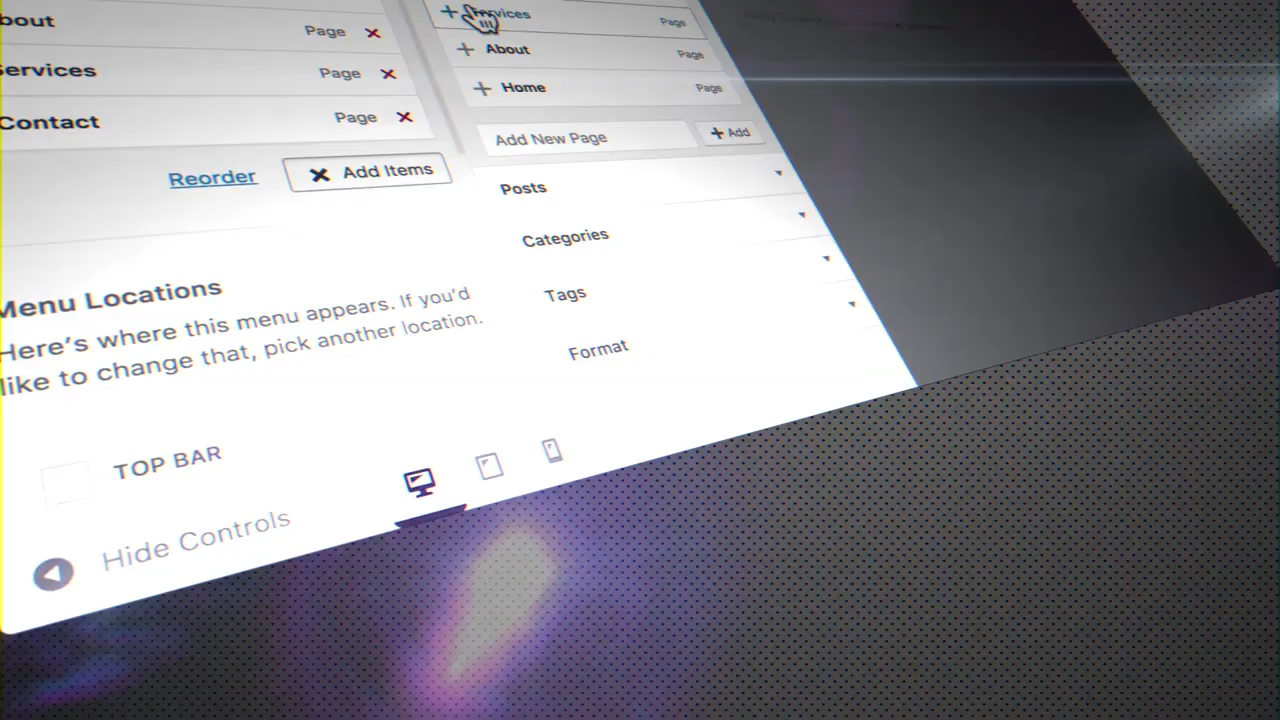 bout
Page
ervices
Page
Contact
Page
Reorder
Add Items
Menu Locations
Here's where this menu appears. If you'd
like to change that, pick another location.
TOP BAR
Hide Controls
Services
Page
About
Page
Home
Page
Add New Page
Add
Posts
Categories
Tags
Format